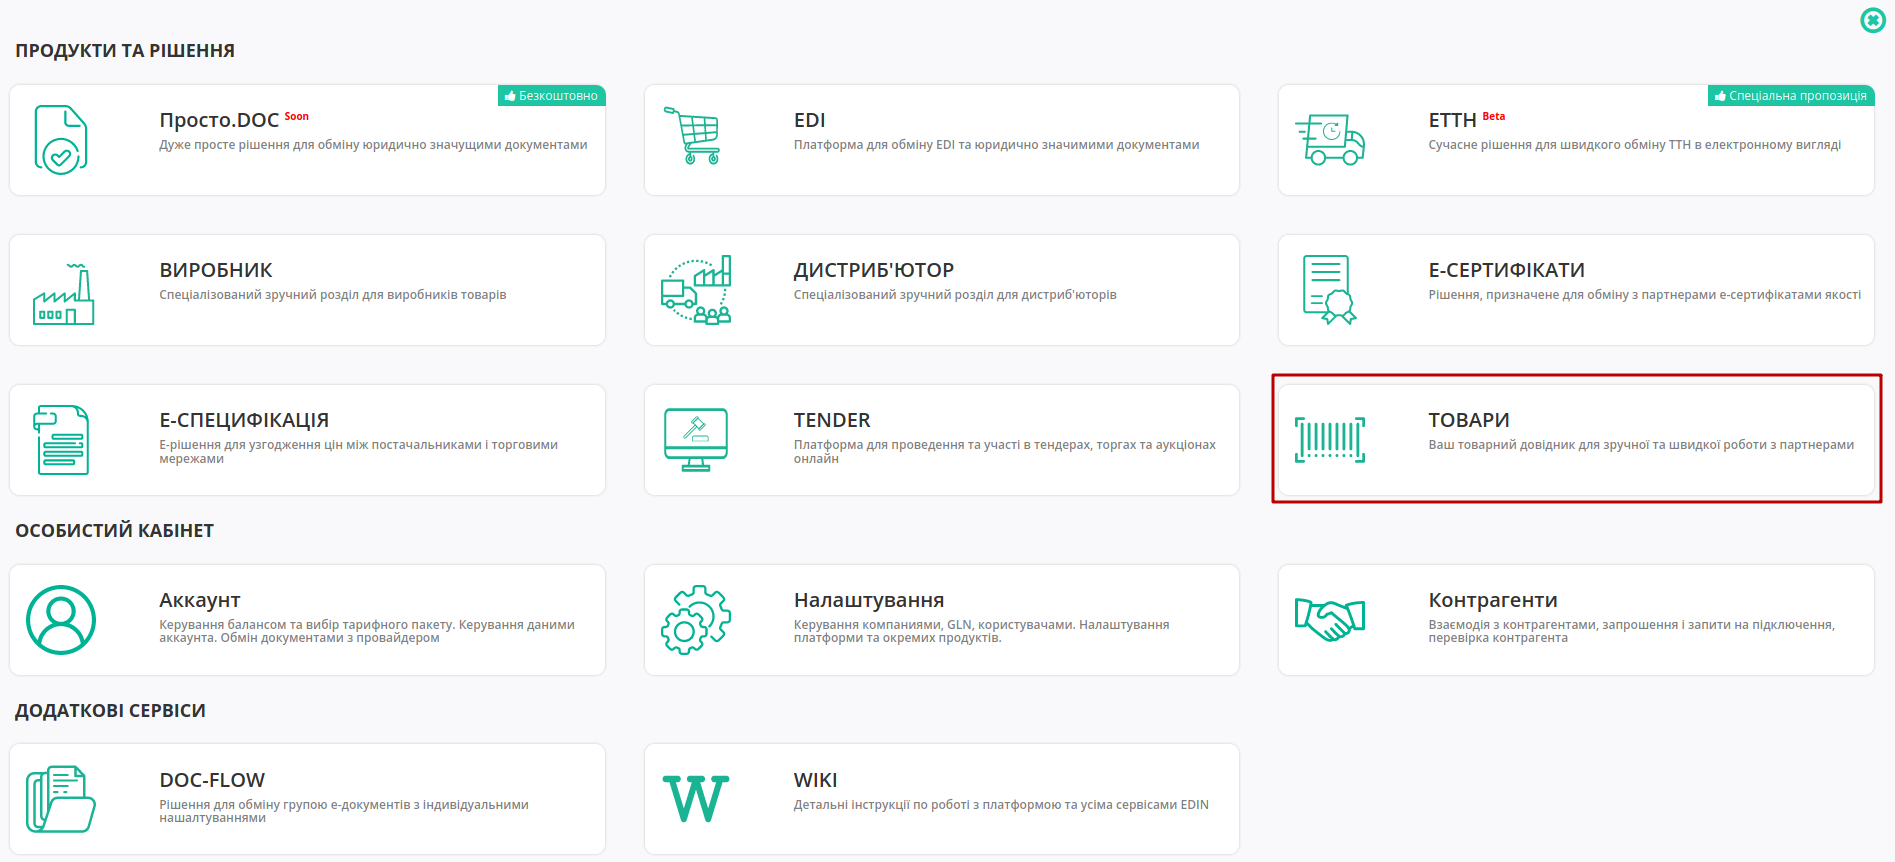 ПРОДУКТИ ТА РІШЕННЯ
Безкоштовно
Просто.DOC Soon
Дуже просте рішення для обміну юридично значущими документами
EDI
Платформа для обміну EDI та юридично значимими документами
Спеціальна пропозиція
ЕТТН Beta
Сучасне рішення для швидкого обміну ТТН в електронному вигляді
ВИРОБНИК
Спеціалізований зручний розділ для виробників товарів
ДИСТРИБ'ЮТОР
Спеціалізований зручний розділ для дистриб'юторів
Е-СЕРТИФІКАТИ
Рішення, призначене для обміну з партнерами е-сертифікатами якості
Е-СПЕЦИФІКАЦІЯ
Е-рішення для узгодження цін між постачальниками і торговими
мережами
TENDER
Платформа для проведення та участі в тендерах, торгах та аукціонах
онлайн
ТОВАРИ
Ваш товарний довідник для зручної та швидкої роботи з партнерами
ОСОБИСТИЙ КАБІНЕТ
Аккаунт
Керування балансом та вибір тарифного пакету. Керування даними
аккаунта. Обмін документами з провайдером
Налаштування
Керування компаніями, GLN, користувачами. Налаштування
платформи та окремих продуктів.
Контрагенти
Взаємодія з контрагентами, запрошення і запити на підключення,
перевірка контрагента
ДОДАТКОВІ СЕРВІСИ
DOC-FLOW
Рішення для обміну групою е-документів з індивідуальними
нашалтуваннями
W
WIKI
Детальні інструкції по роботі з платформою та усіма сервісами EDIN